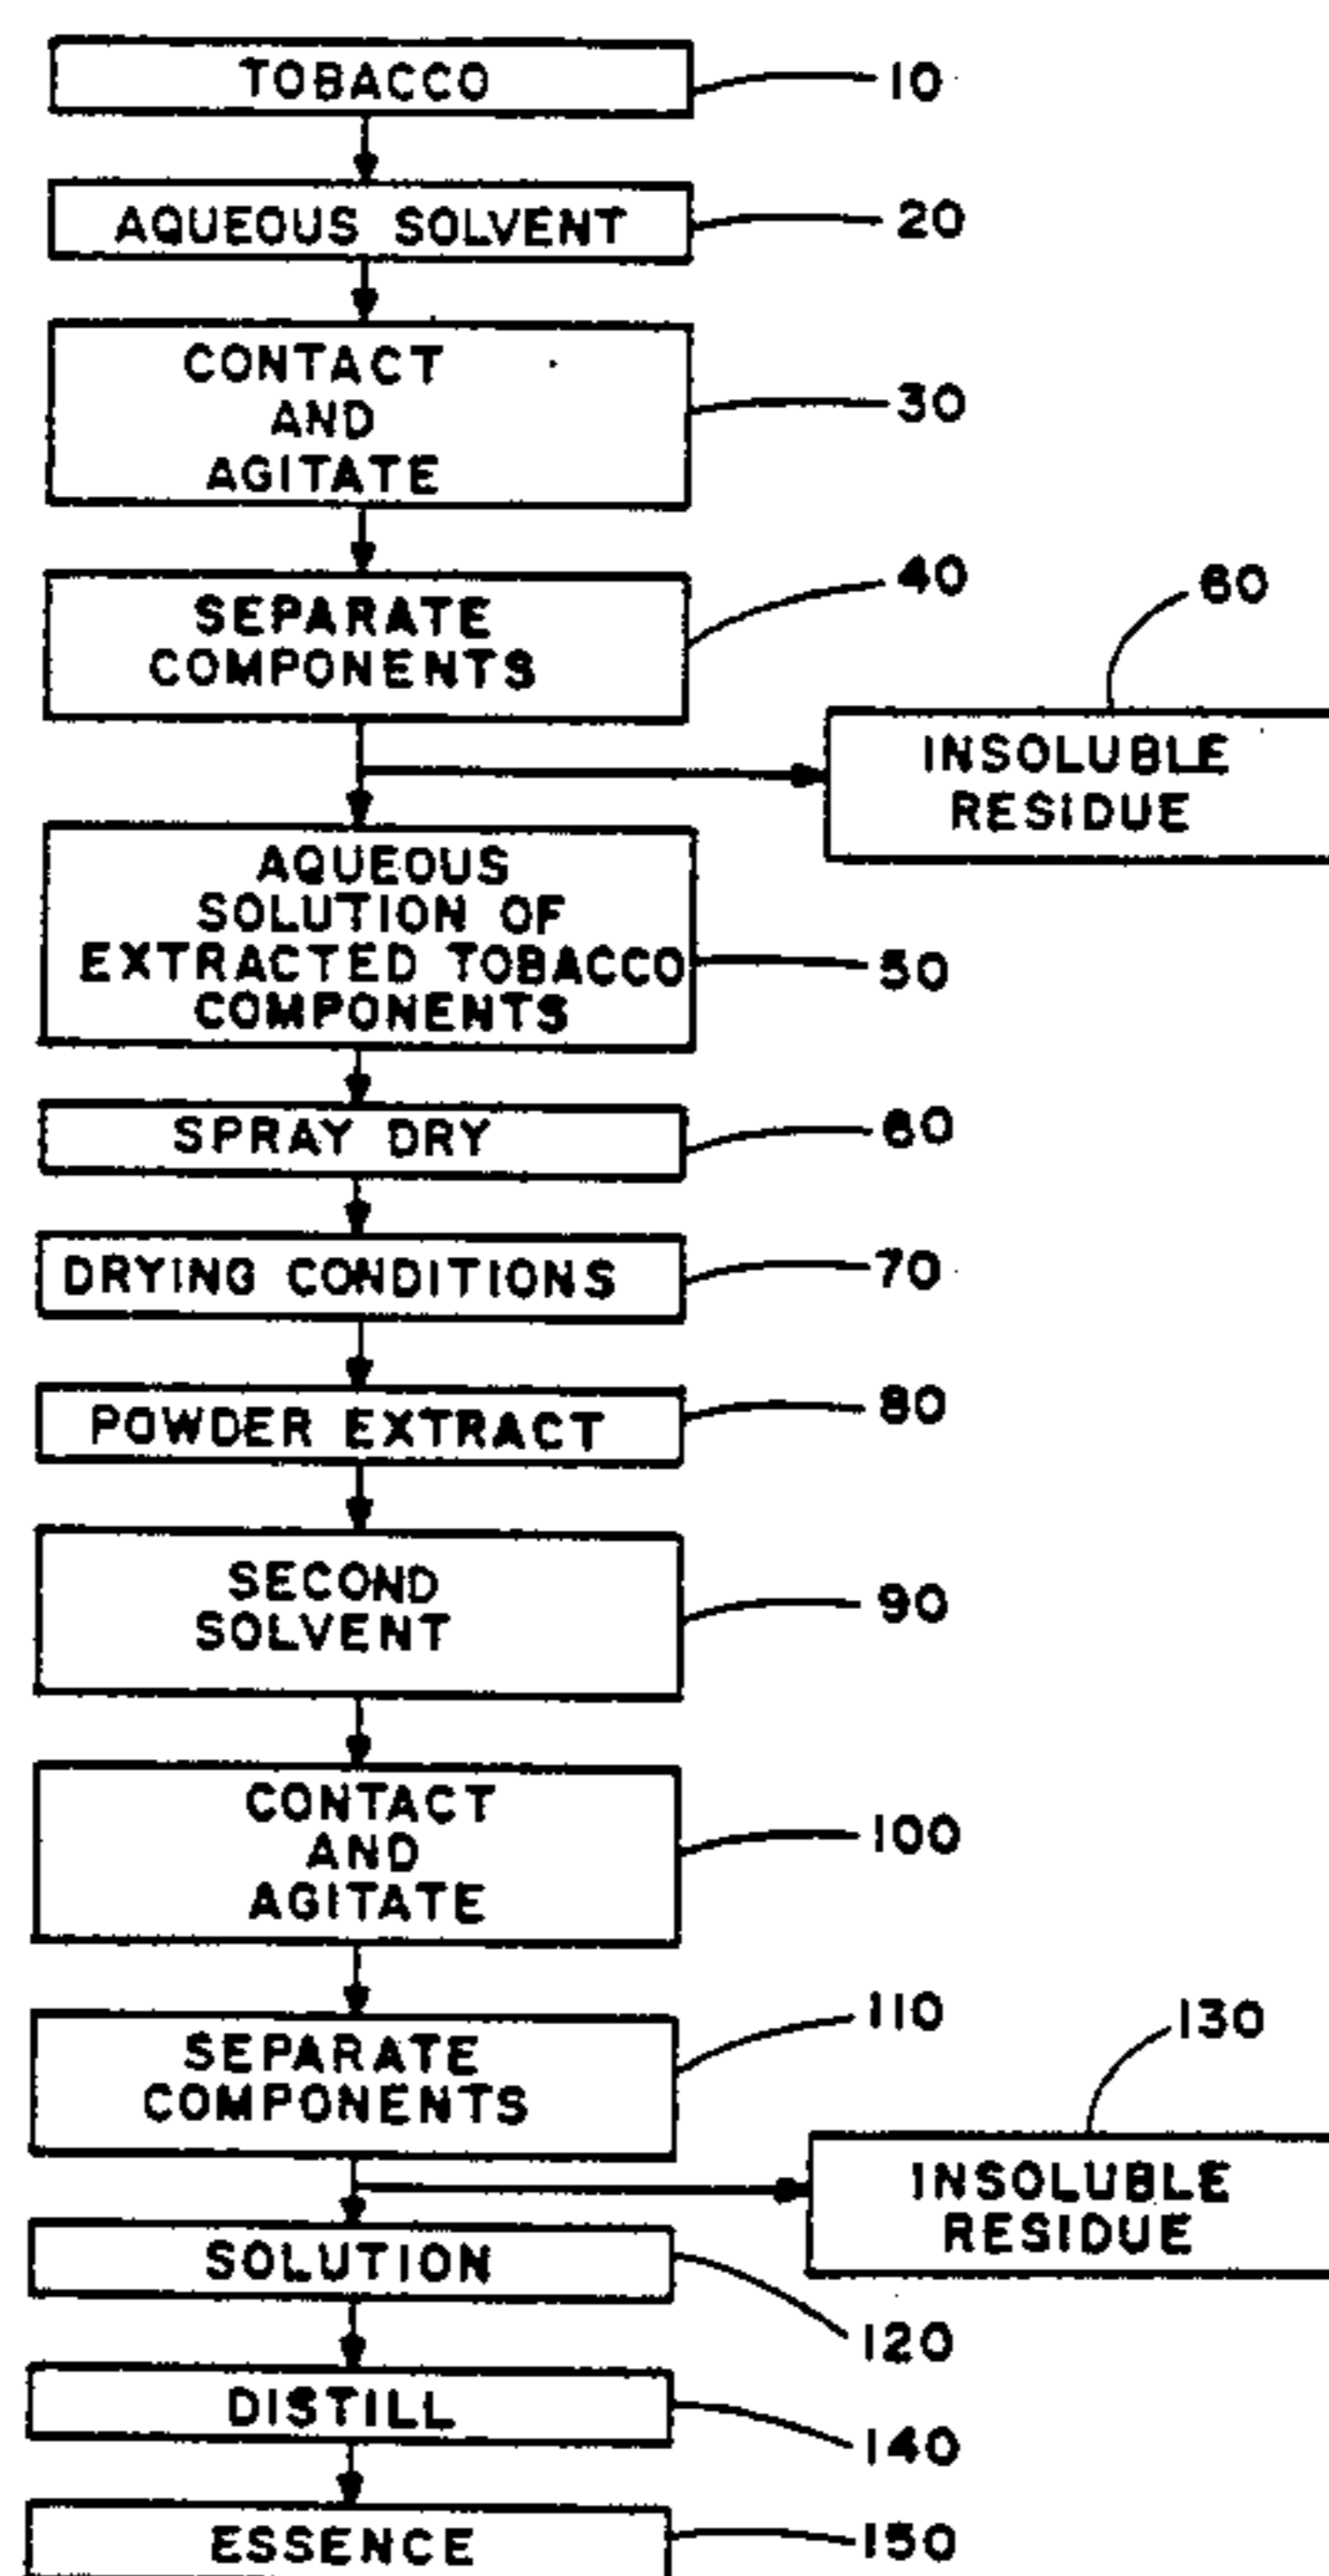 TOBACCO
10
AQUEOUS SOLVENT
20
CONTACT
AND
AGITATE
30
SEPARATE
COMPONENTS
40
60
INSOLUBLE
RESIDUE
AQUEOUS
SOLUTION OF
EXTRACTED TOBACCO
COMPONENTS
50
SPRAY DRY
60
DRYING CONDITIONS
70
POWDER EXTRACT
80
SECOND
SOLVENT
90
CONTACT
AND
AGITATE
100
SEPARATE
COMPONENTS
110
130
INSOLUBLE
RESIDUE
SOLUTION
120
DISTILL
140
ESSENCE
150